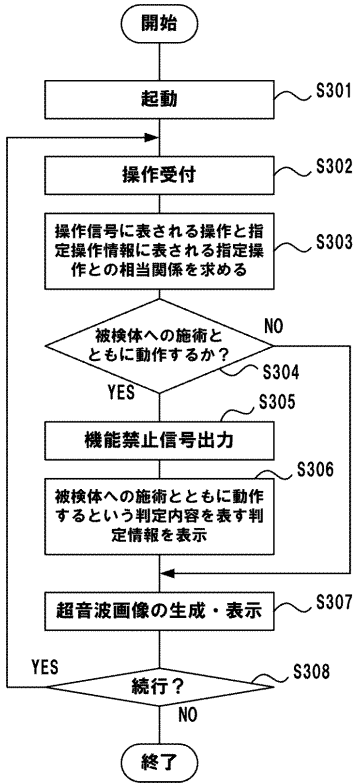 開始
起動
S301
操作受付
S302
操作信号に表される操作と指
定操作情報に表される指定操
作との相当関係を求める
S303
被検体への施術と
ともに動作するか？
NO
S304
YES
S305
機能禁止信号出力
S306
被検体への施術とともに動作
するという判定内容を表す判
定情報を表示
超音波画像の生成・表示
S307
YES
続行？
S308
NO
終了